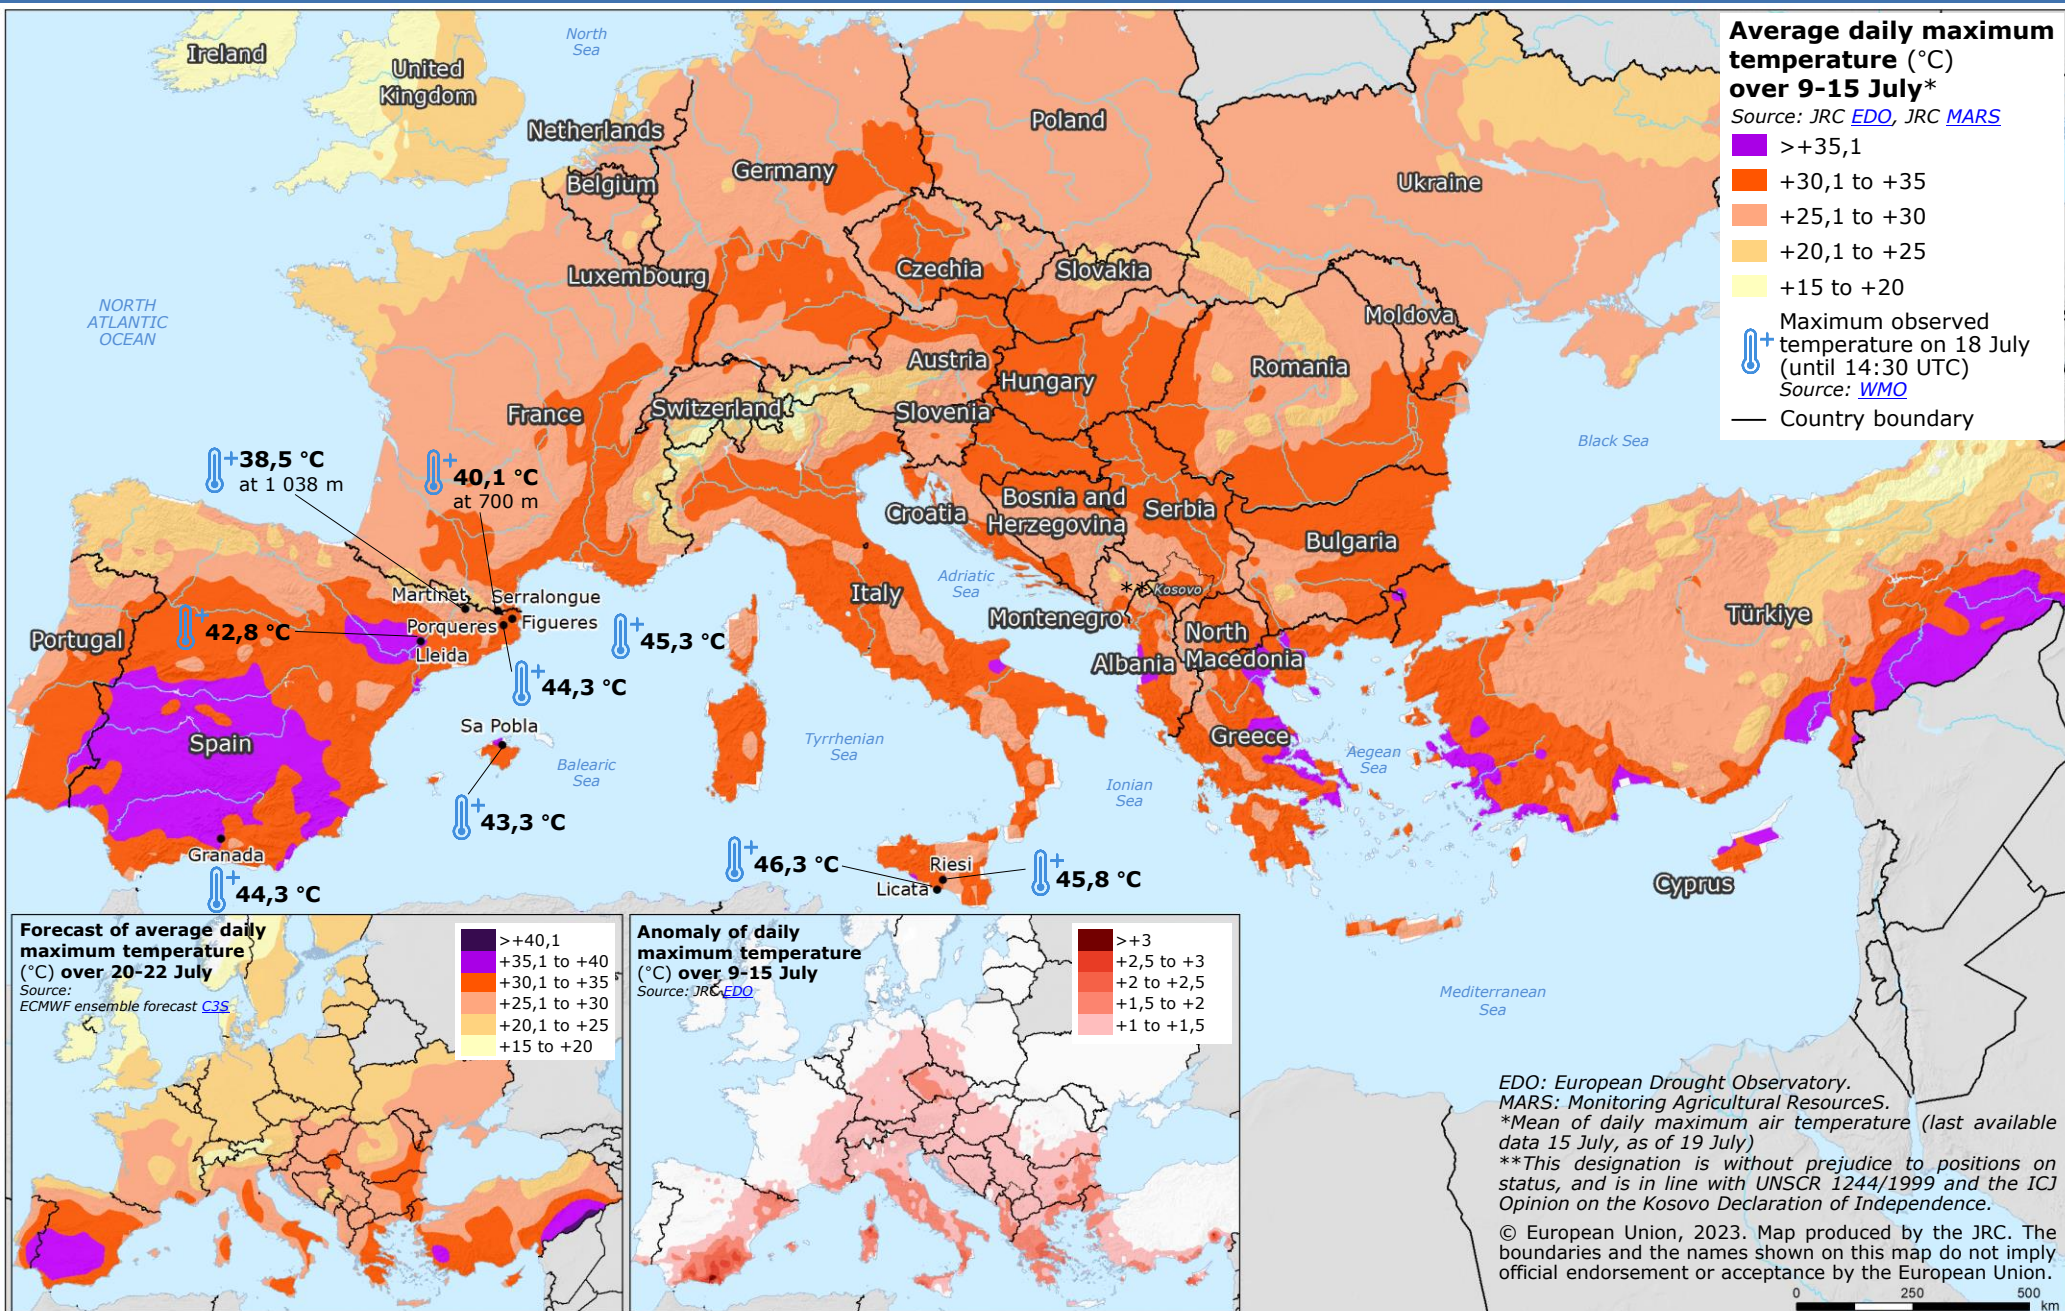 Ireland
United
Kingdom
North
Sea
Netherlands
Belgium
Luxembourg
Germany
Poland
Ukraine
Czechia
Slovakia
Moldova
NORTH
ATLANTIC
OCEAN
France
Switzerland
Austria
Hungary
Romania
Slovenia
Black Sea
Croatia
Bosnia and
Herzegovina
Serbia
Bulgaria
Adriatic
Sea
Italy
** Kosovo
Montenegro
North
Macedonia
Albania
Türkiye
Portugal
Spain
Greece
Aegean
Sea
Tyrrhenian
Sea
Balearic
Sea
Ionian
Sea
Cyprus
Mediterranean
Sea
38,5 °C
at 1 038 m
40,1 °C
at 700 m
Martinet
Serralongue
Porqueres
Figueres
Lleida
42,8 °C
45,3 °C
44,3 °C
Sa Pobla
43,3 °C
Granada
44,3 °C
46,3 °C
Riesi
Licata
45,8 °C
Average daily maximum
temperature (°C)
over 9-15 July*
Source: JRC EDO, JRC MARS
>+35,1
+30,1 to +35
+25,1 to +30
+20,1 to +25
+15 to +20
Maximum observed
temperature on 18 July
(until 14:30 UTC)
Source: WMO
Country boundary
Forecast of average daily
maximum temperature
(°C) over 20-22 July
Source:
ECMWF ensemble forecast C3S
>+40,1
+35,1 to +40
+30,1 to +35
+25,1 to +30
+20,1 to +25
+15 to +20
Anomaly of daily
maximum temperature
(°C) over 9-15 July
Source: JRC EDO
>+3
+2,5 to +3
+2 to +2,5
+1,5 to +2
+1 to +1,5
EDO: European Drought Observatory.
MARS: Monitoring Agricultural ResourceS.
*Mean of daily maximum air temperature (last available
data 15 July, as of 19 July)
**This designation is without prejudice to positions on
status, and is in line with UNSCR 1244/1999 and the ICJ
Opinion on the Kosovo Declaration of Independence.
© European Union, 2023. Map produced by the JRC. The
boundaries and the names shown on this map do not imply
official endorsement or acceptance by the European Union.
0 250 500
km